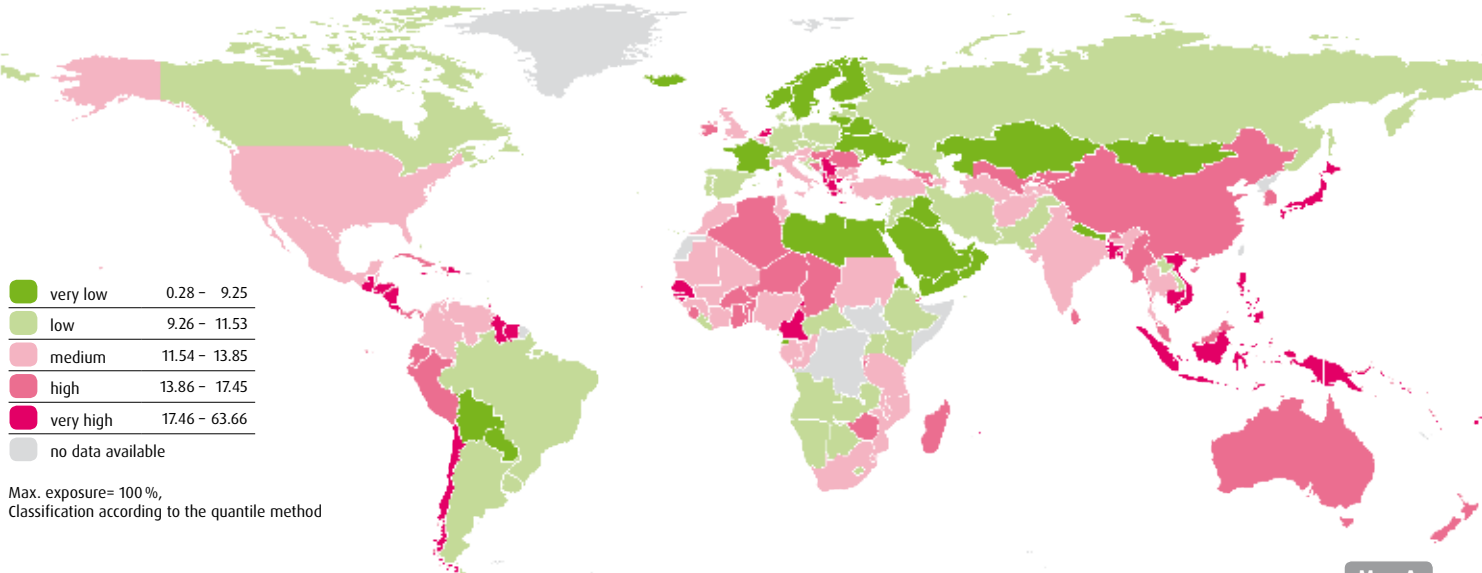 very low 0.28 – 9.25
low 9.26 – 11.53
medium 11.54 – 13.85
high 13.86 – 17.45
very high 17.46 – 63.66
no data available
Max. exposure= 100 %,
Classification according to the quantile method